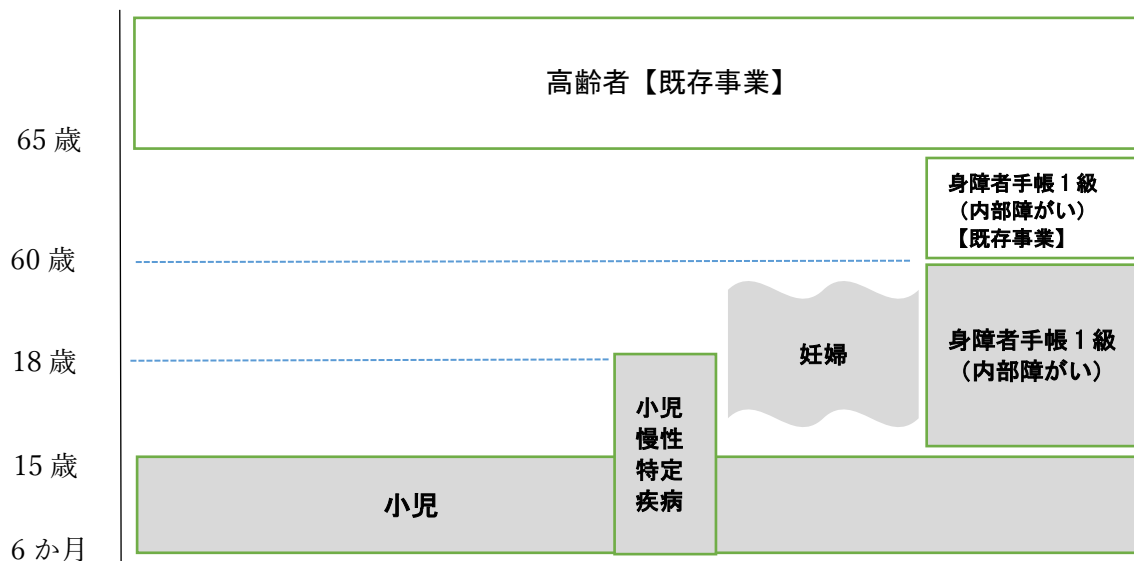 高齢者【既存事業】
65 歳
身障者手帳１級
（内部障がい）
【既存事業】
60 歳
身障者手帳１級
（内部障がい）
妊婦
18 歳
小児
慢性
特定
疾病
15 歳
小児
6 か月